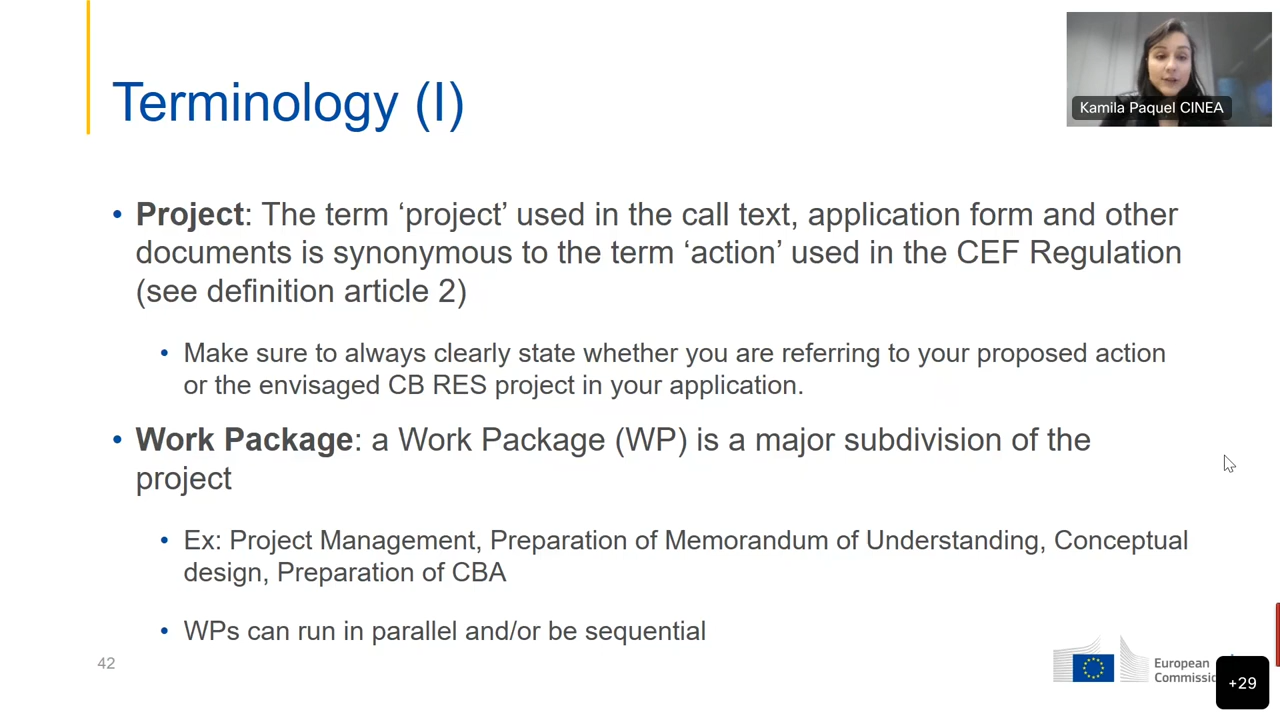 Terminology (I)
Kamila Paquel CINEA
• Project: The term ‘project’ used in the call text, application form and other
documents is synonymous to the term ‘action’ used in the CEF Regulation
(see definition article 2)
• Make sure to always clearly state whether you are referring to your proposed action
or the envisaged CB RES project in your application.
• Work Package: a Work Package (WP) is a major subdivision of the
project
• Ex: Project Management, Preparation of Memorandum of Understanding, Conceptual
design, Preparation of CBA
• WPs can run in parallel and/or be sequential
42
European
+29